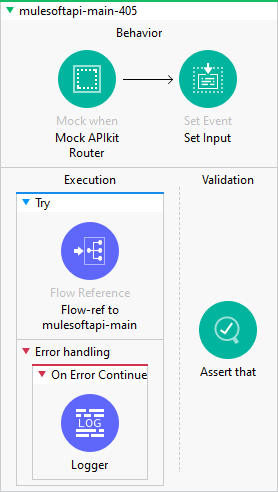 mulesoftapi-main-405
Behavior
Mock when
Mock APIkit
Router
Set Event
Set Input
Execution
Validation
Try
Flow Reference
Flow-ref to
mulesoftapi-main
Error handling
On Error Continue
LOG
Logger
Assert that